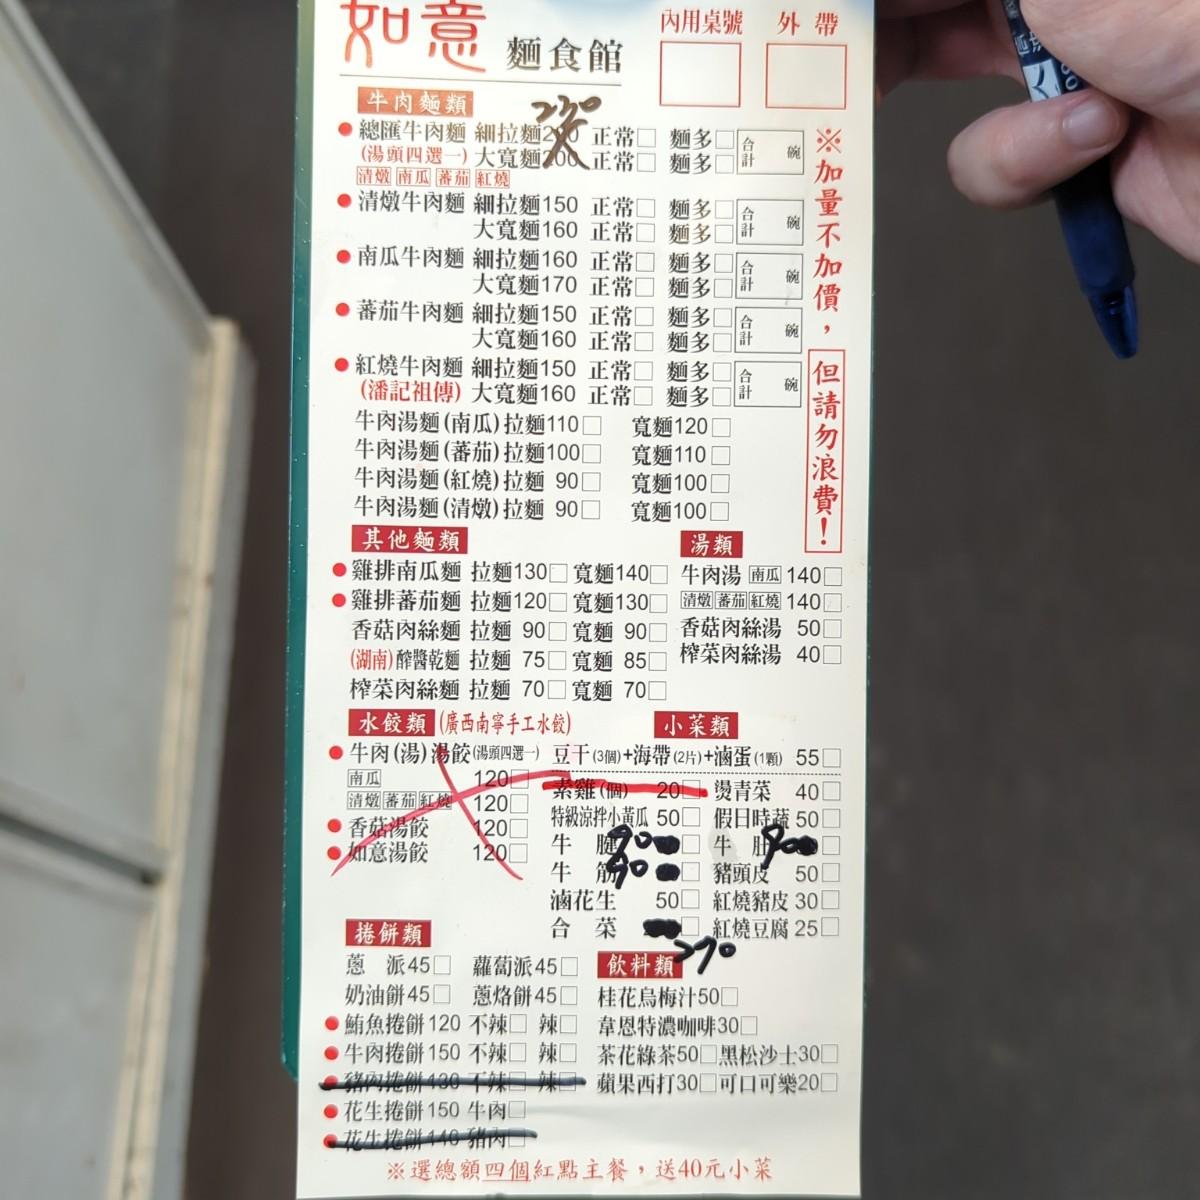 如意 麵食館
內用桌號 外帶
牛肉麵類
230
總匯牛肉麵 細拉麵 正常□ 麵多□ 合計 碗
(湯頭四選一) 大寬麵200 正常□ 麵多□
清燉 南瓜 蕃茄 紅燒
清燉牛肉麵 細拉麵150 正常□ 麵多□ 合計 碗
大寬麵160 正常□ 麵多□
南瓜牛肉麵 細拉麵160 正常□ 麵多□ 合計 碗
大寬麵170 正常□ 麵多□
蕃茄牛肉麵 細拉麵150 正常□ 麵多□ 合計 碗
大寬麵160 正常□ 麵多□
紅燒牛肉麵 細拉麵150 正常□ 麵多□ 合計 碗
(潘記祖傳) 大寬麵160 正常□ 麵多□
牛肉湯麵(南瓜)拉麵110□ 寬麵120□
牛肉湯麵(蕃茄)拉麵100□ 寬麵110□
牛肉湯麵(紅燒)拉麵 90□ 寬麵100□
牛肉湯麵(清燉)拉麵 90□ 寬麵100□
※加量不加價，
但請勿浪費！
其他麵類
雞排南瓜麵 拉麵130□ 寬麵140□
雞排蕃茄麵 拉麵120□ 寬麵130□
香菇肉絲麵 拉麵 90□ 寬麵 90□
(湖南)醡醬乾麵 拉麵 75□ 寬麵 85□
榨菜肉絲麵 拉麵 70□ 寬麵 70□
湯類
牛肉湯 南瓜 140□
清燉 蕃茄 紅燒 140□
香菇肉絲湯 50□
榨菜肉絲湯 40□
水餃類(廣西南寧手工水餃)
牛肉(湯)湯餃(湯頭四選一)
南瓜 120□
清燉 蕃茄 紅燒 120□
香菇湯餃 120□
如意湯餃 120□
小菜類
豆干(3個)+海帶(2片)+滷蛋(1顆) 55□
素雞(個) 20□ 燙青菜 40□
特級涼拌小黃瓜 50□ 假日時蔬 50□
牛腱 90 □ 牛肚 90 □
牛筋 90 □ 豬頭皮 50□
滷花生 50□ 紅燒豬皮 30□
合菜 □ 紅燒豆腐 25□
270
捲餅類
蔥派45□ 蘿蔔派45□
奶油餅45□ 蔥烙餅45□
鮪魚捲餅120 不辣□ 辣□
牛肉捲餅150 不辣□ 辣□
豬肉捲餅130 不辣□ 辣□
花生捲餅150 牛肉□
花生捲餅140 豬肉□
飲料類
桂花烏梅汁50□
韋恩特濃咖啡30□
茶花綠茶50□ 黑松沙士30□
蘋果西打30□ 可口可樂20□
※選總額四個紅點主餐，送40元小菜